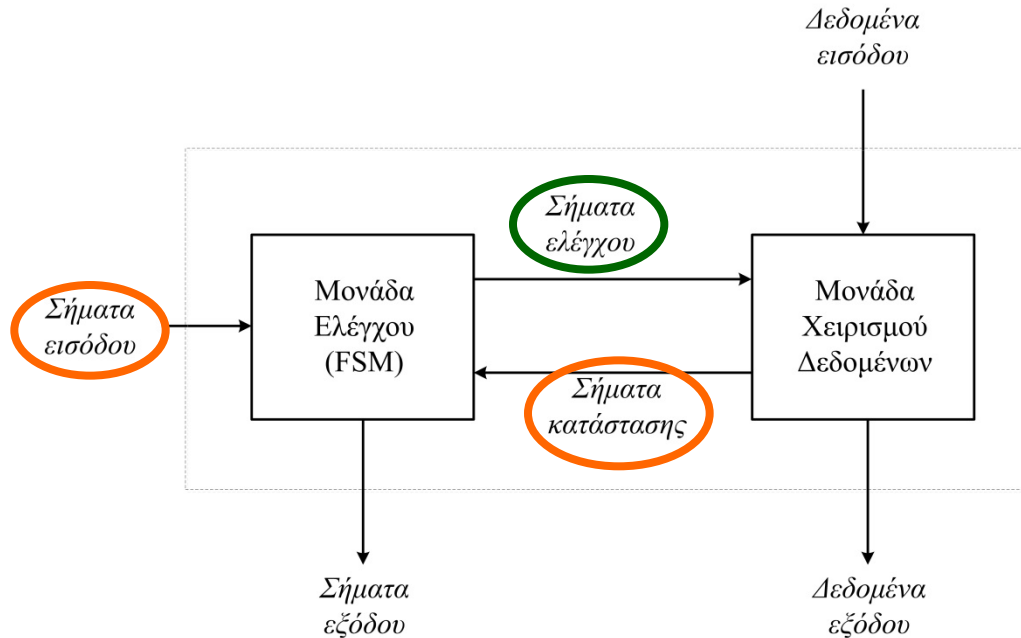 Δεδομένα
εισόδου
Σήματα
ελέγχου
Μονάδα
Ελέγχου
(FSM)
Μονάδα
Χειρισμού
Δεδομένων
Σήματα
εισόδου
Σήματα
κατάστασης
Σήματα
εξόδου
Δεδομένα
εξόδου